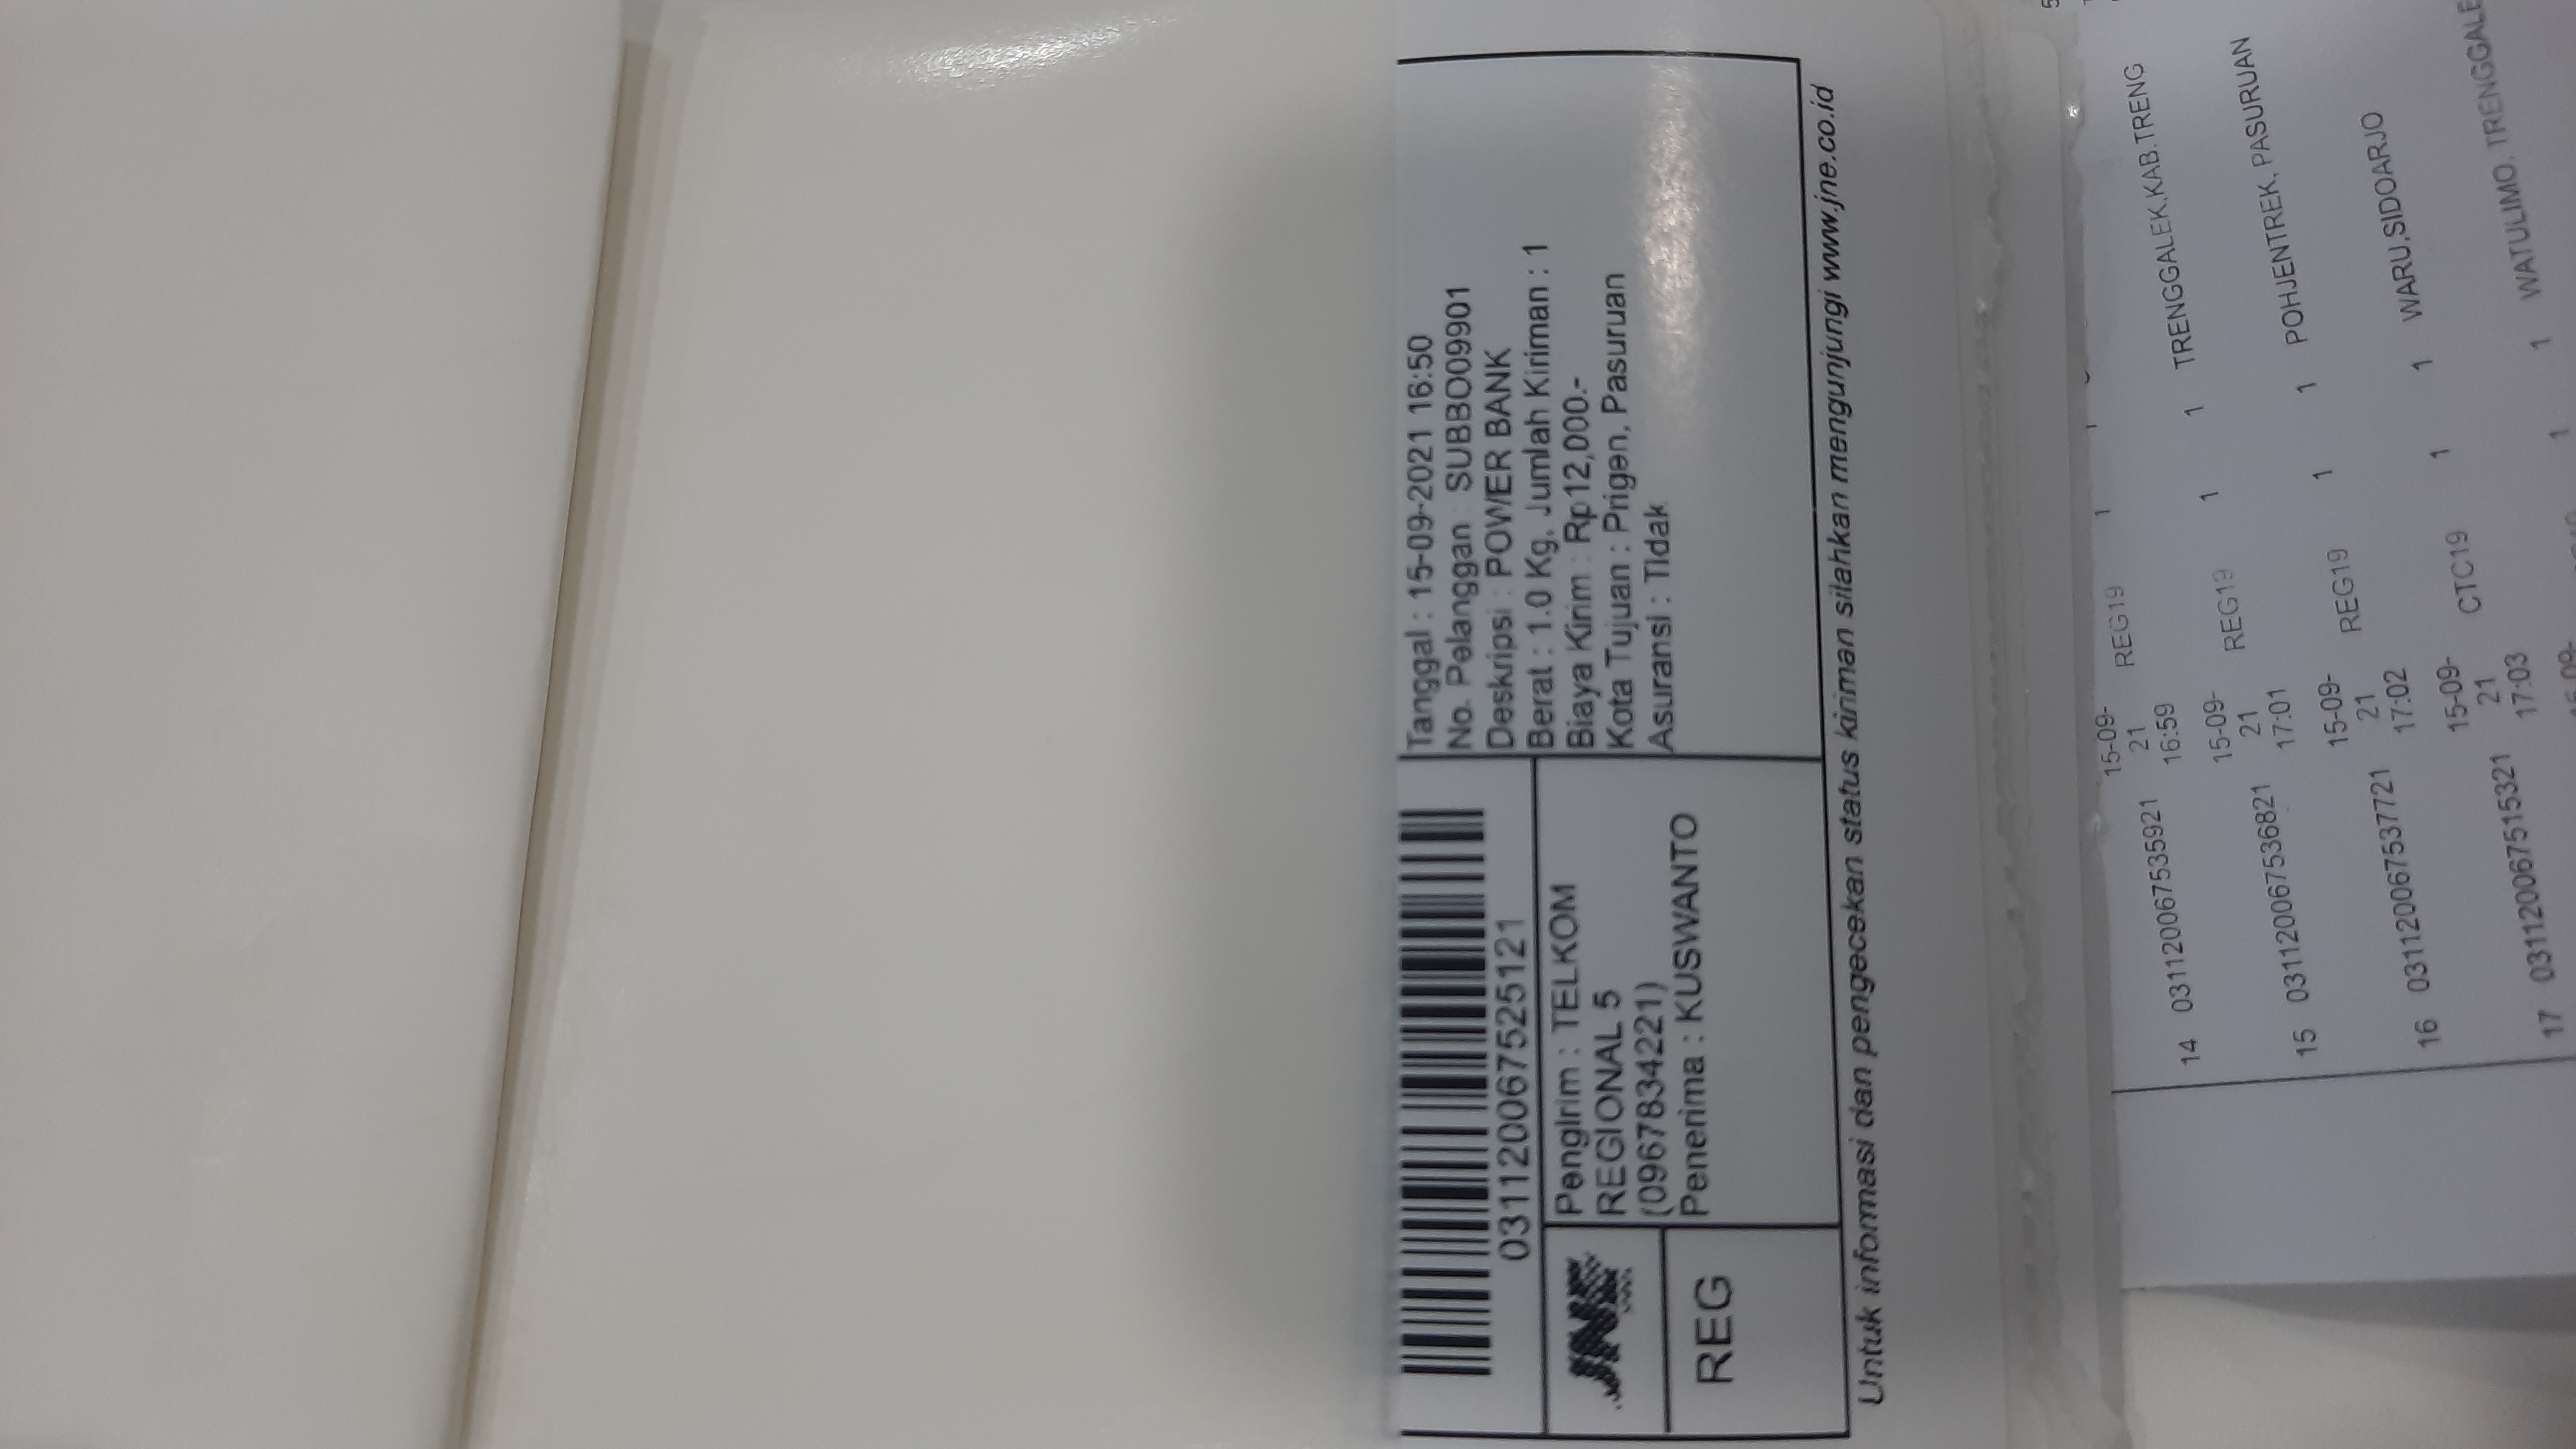 031120067525121
JNE
REG
Pengirim : TELKOM
REGIONAL 5
(0967834221)
Penerima : KUSWANTO
Tanggal : 15-09-2021 16:50
No. Pelanggan : SUBBO09901
Deskripsi : POWER BANK
Berat : 1.0 Kg, Jumlah Kiriman : 1
Biaya Kirim : Rp12,000.-
Kota Tujuan : Prigen, Pasuruan
Asuransi : Tidak
Untuk informasi dan pengecekan status kiriman silahkan mengunjungi www.jne.co.id
15-09-
14 031120067535921 21 REG19 1
16:59
15-09-
15 031120067536821 21 REG19 1 1 TRENGGALEK,KAB.TRENG
17:01
15-09-
16 031120067537721 21 REG19 1 1 POHJENTREK, PASURUAN
17:02
15-09-
17 031120067515321 21 CTC19 1 1 WARU,SIDOARJO
17:03
15-09-
1 1 WATULIMO, TRENGGALE